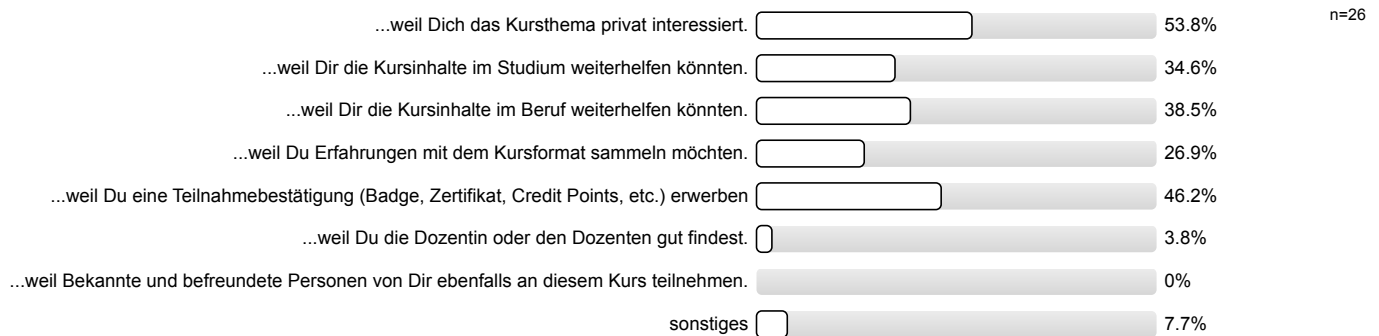 ...weil Dich das Kursthema privat interessiert. 53.8% n=26
...weil Dir die Kursinhalte im Studium weiterhelfen könnten. 34.6%
...weil Dir die Kursinhalte im Beruf weiterhelfen könnten. 38.5%
...weil Du Erfahrungen mit dem Kursformat sammeln möchten. 26.9%
...weil Du eine Teilnahmebestätigung (Badge, Zertifikat, Credit Points, etc.) erwerben 46.2%
...weil Du die Dozentin oder den Dozenten gut findest. 3.8%
...weil Bekannte und befreundete Personen von Dir ebenfalls an diesem Kurs teilnehmen. 0%
sonstiges 7.7%